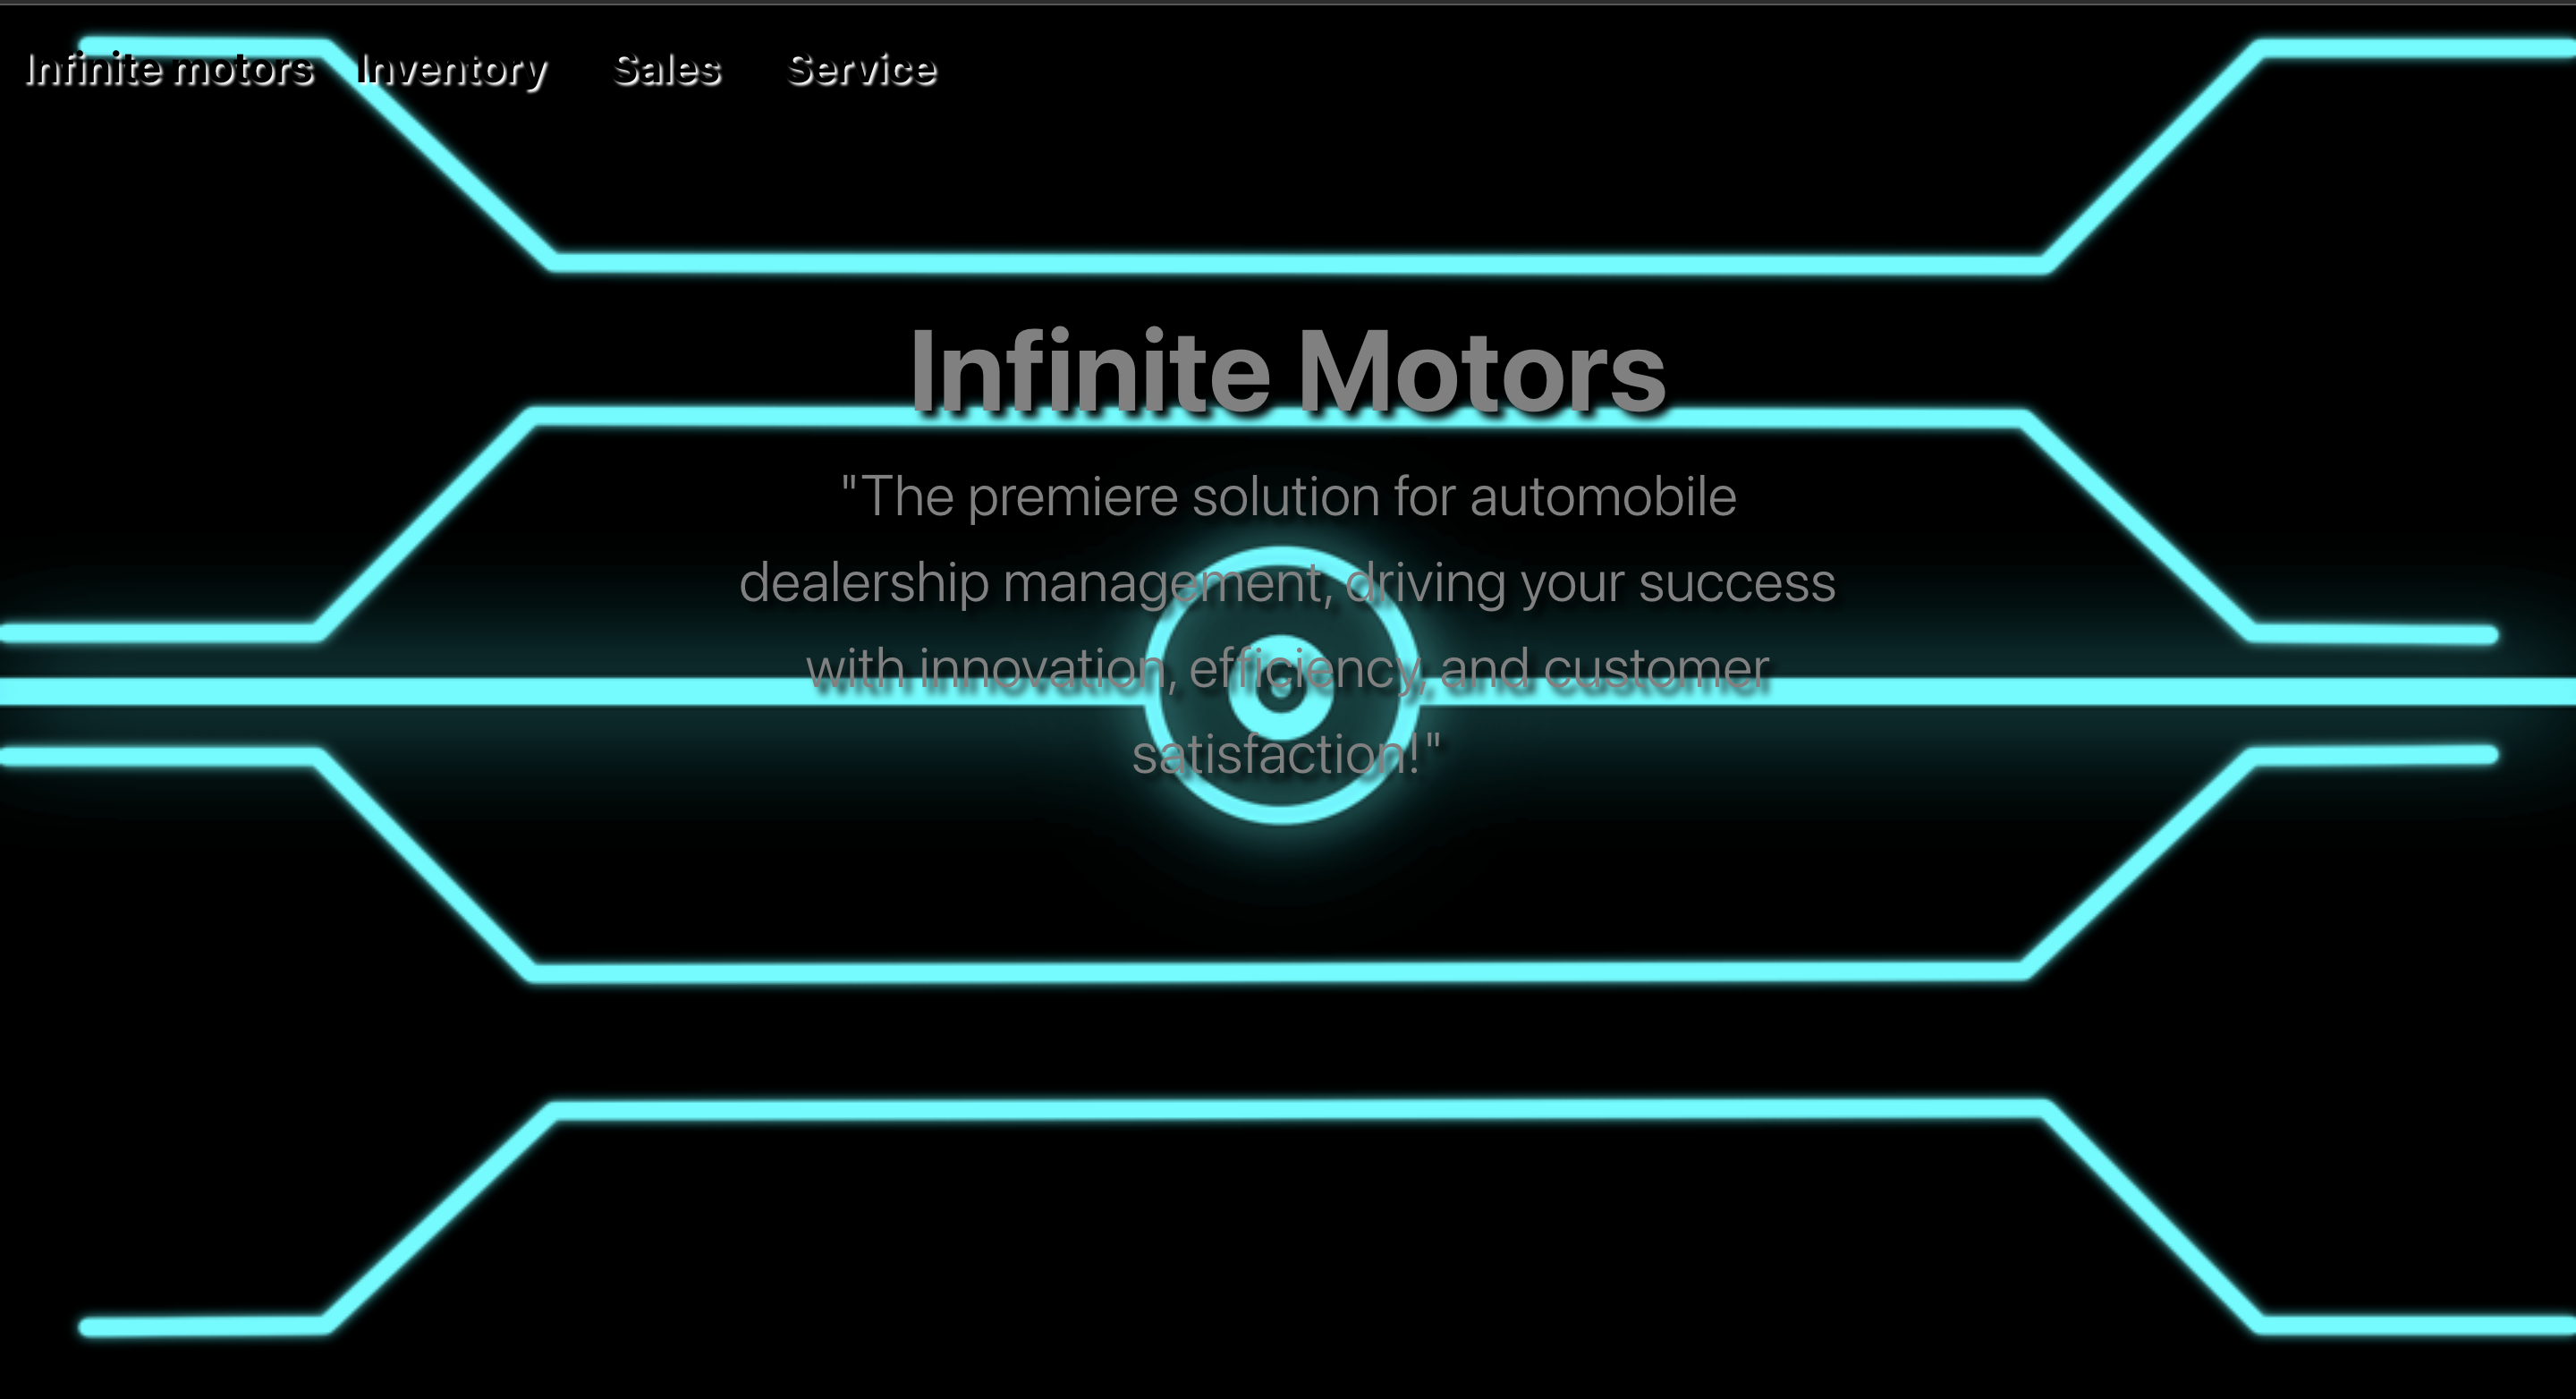 Infinite motors Inventory Sales Service
Infinite Motors
"The premiere solution for automobile
dealership management, driving your success
with innovation, efficiency, and customer
satisfaction!"